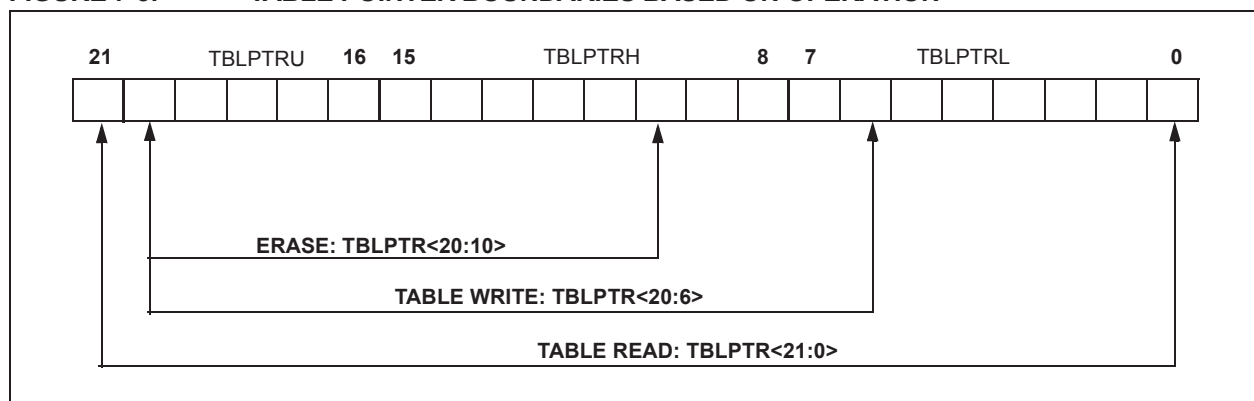 21 TBLPTRU 16 15 TBLPTRH 8 7 TBLPTRL 0
ERASE: TBLPTR<20:10>
TABLE WRITE: TBLPTR<20:6>
TABLE READ: TBLPTR<21:0>